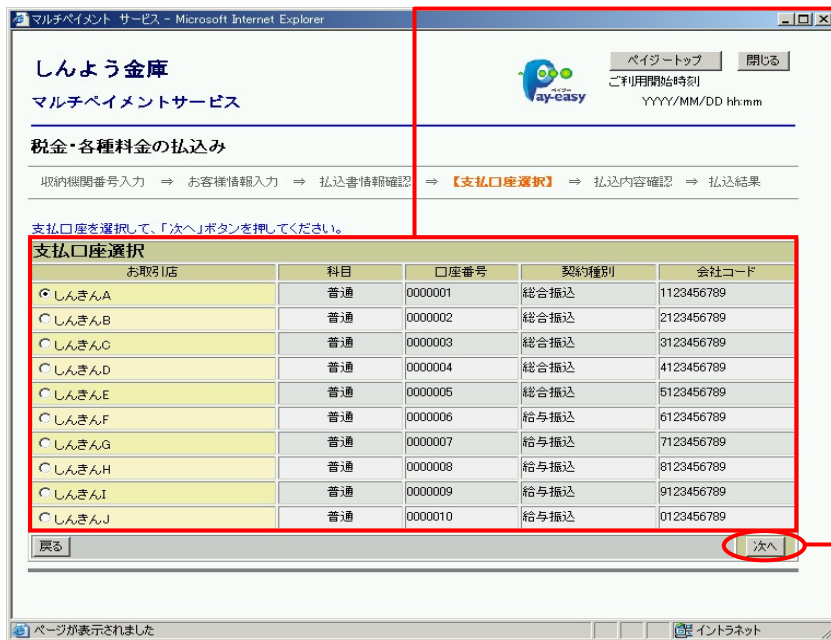 マルチペイメント サービス - Microsoft Internet Explorer
しんよう金庫
マルチペイメントサービス
ペイジー
Pay-easy
ペイジートップ 閉じる
ご利用開始時刻
YYYY/MM/DD hh:mm
税金・各種料金の払込み
収納機関番号入力 ⇒ お客様情報入力 ⇒ 払込書情報確認 ⇒ 【支払口座選択】 ⇒ 払込内容確認 ⇒ 払込結果
支払口座を選択して、「次へ」ボタンを押してください。
支払口座選択
お取引店 科目 口座番号 契約種別 会社コード
しんきんA 普通 0000001 総合振込 1123456789
しんきんB 普通 0000002 総合振込 2123456789
しんきんC 普通 0000003 総合振込 3123456789
しんきんD 普通 0000004 総合振込 4123456789
しんきんE 普通 0000005 総合振込 5123456789
しんきんF 普通 0000006 給与振込 6123456789
しんきんG 普通 0000007 給与振込 7123456789
しんきんH 普通 0000008 給与振込 8123456789
しんきんI 普通 0000009 給与振込 9123456789
しんきんJ 普通 0000010 給与振込 0123456789
戻る 次へ
ページが表示されました イントラネット